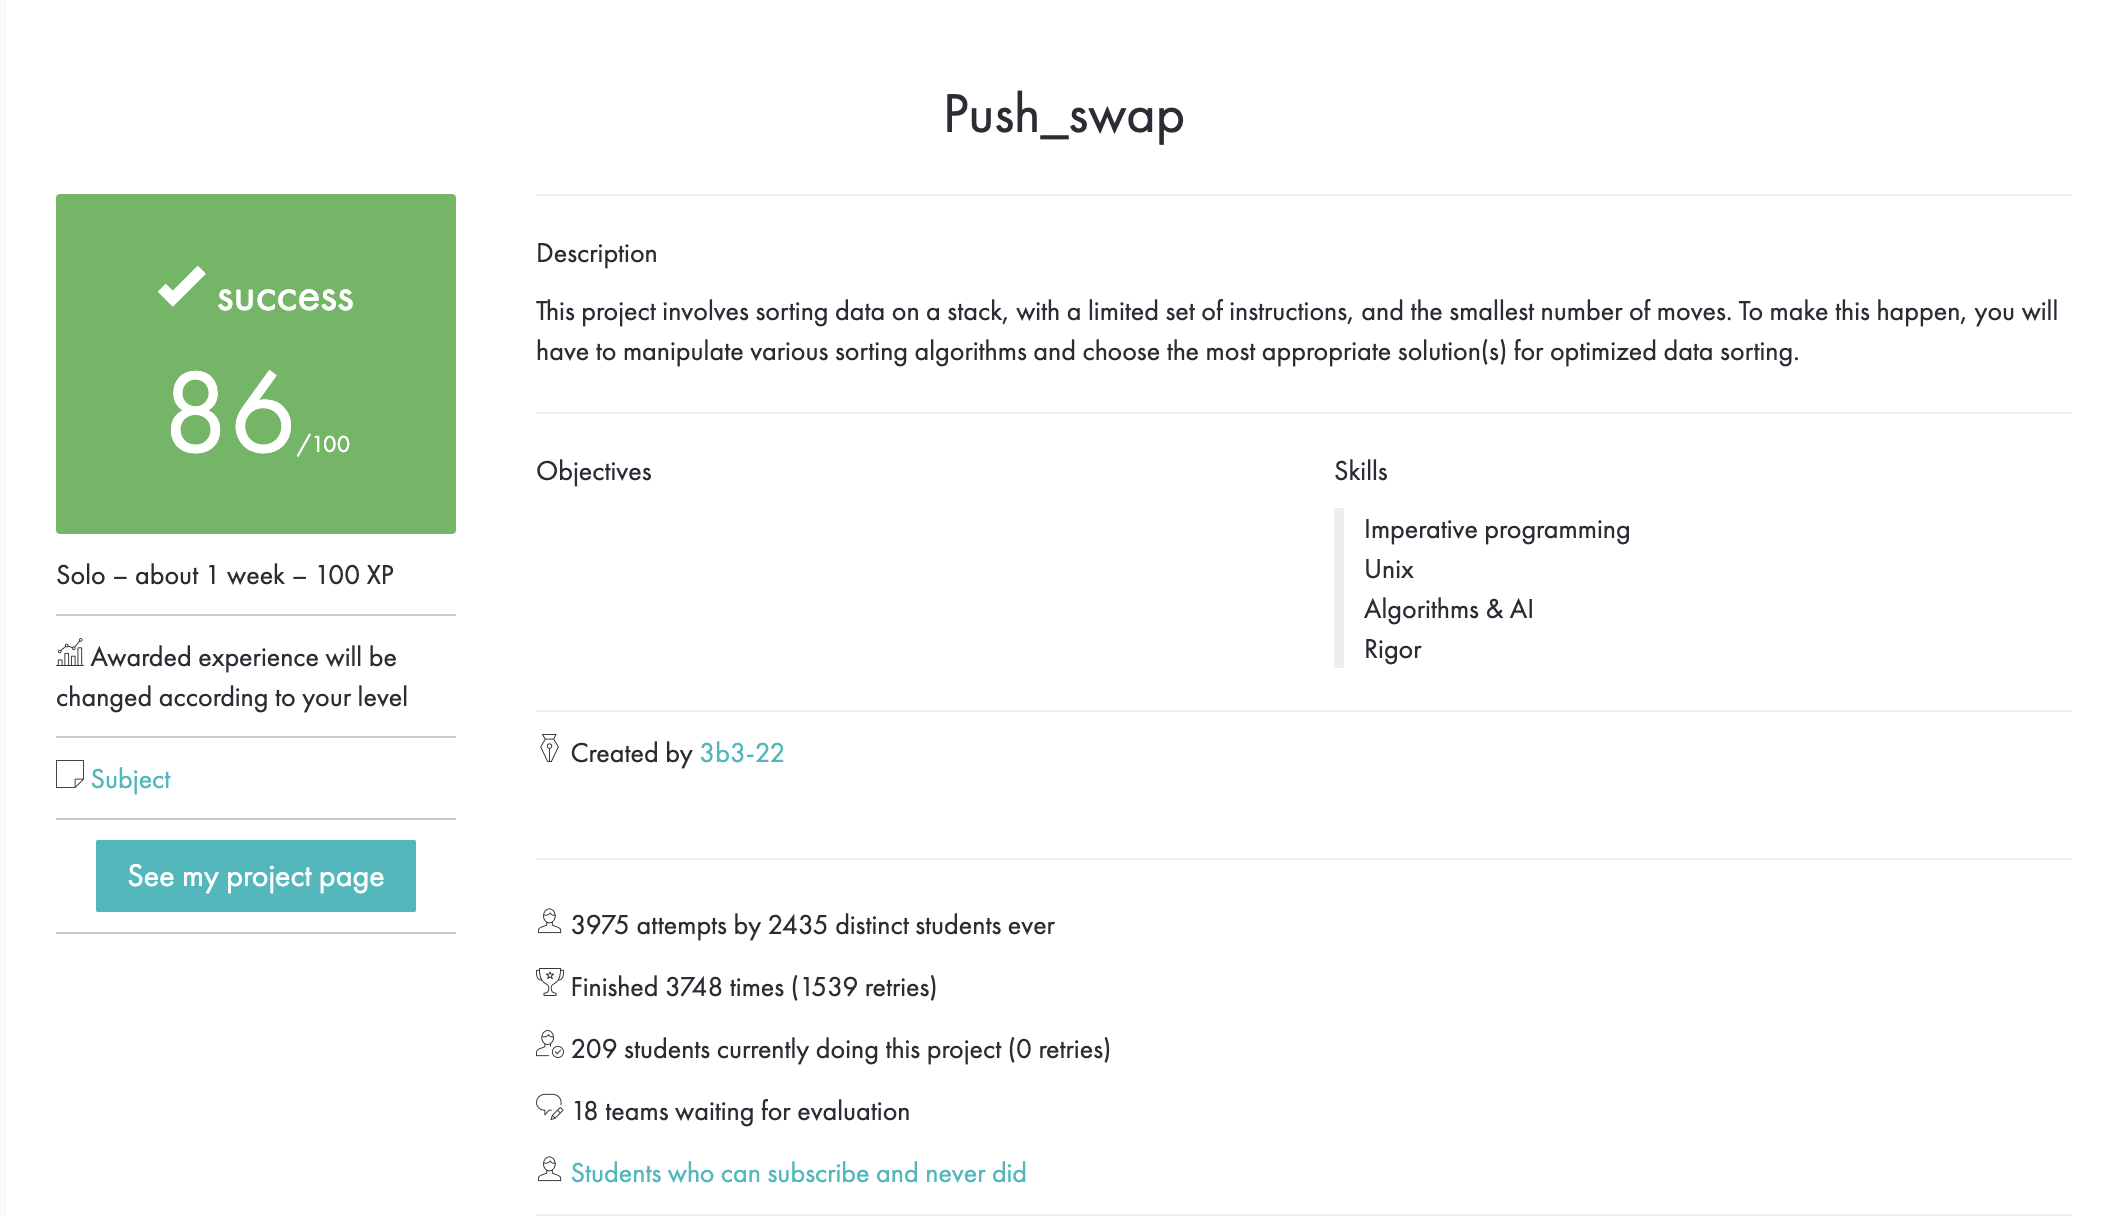 Push_swap
success
86/100
Solo – about 1 week – 100 XP
Awarded experience will be
changed according to your level
Subject
See my project page
Description
This project involves sorting data on a stack, with a limited set of instructions, and the smallest number of moves. To make this happen, you will
have to manipulate various sorting algorithms and choose the most appropriate solution(s) for optimized data sorting.
Objectives
Skills
Imperative programming
Unix
Algorithms & AI
Rigor
Created by 3b3-22
3975 attempts by 2435 distinct students ever
Finished 3748 times (1539 retries)
209 students currently doing this project (0 retries)
18 teams waiting for evaluation
Students who can subscribe and never did